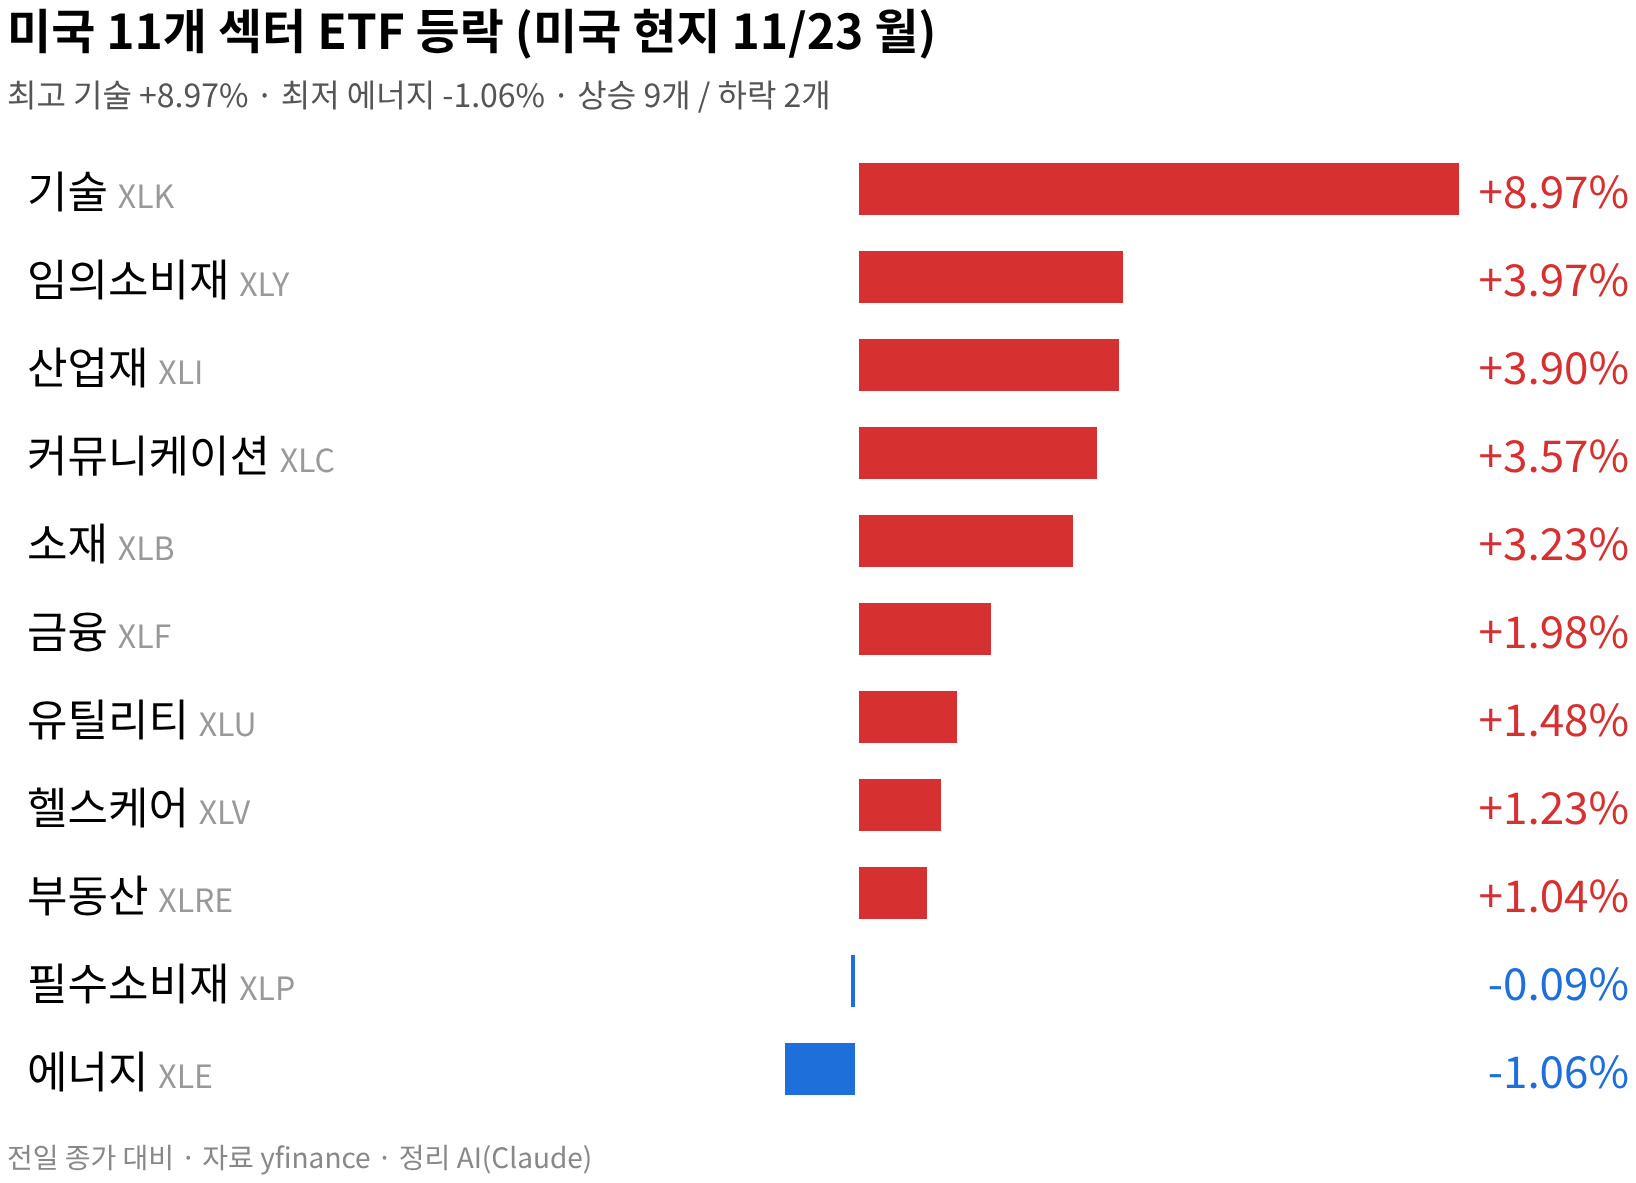 미국 11개 섹터 ETF 등락 (미국 현지 11/23 월)
최고 기술 +8.97% · 최저 에너지 -1.06% · 상승 9개 / 하락 2개
기술 XLK +8.97%
임의소비재 XLY +3.97%
산업재 XLI +3.90%
커뮤니케이션 XLC +3.57%
소재 XLB +3.23%
금융 XLF +1.98%
유틸리티 XLU +1.48%
헬스케어 XLV +1.23%
부동산 XLRE +1.04%
필수소비재 XLP -0.09%
에너지 XLE -1.06%
전일 종가 대비 · 자료 yfinance · 정리 AI(Claude)